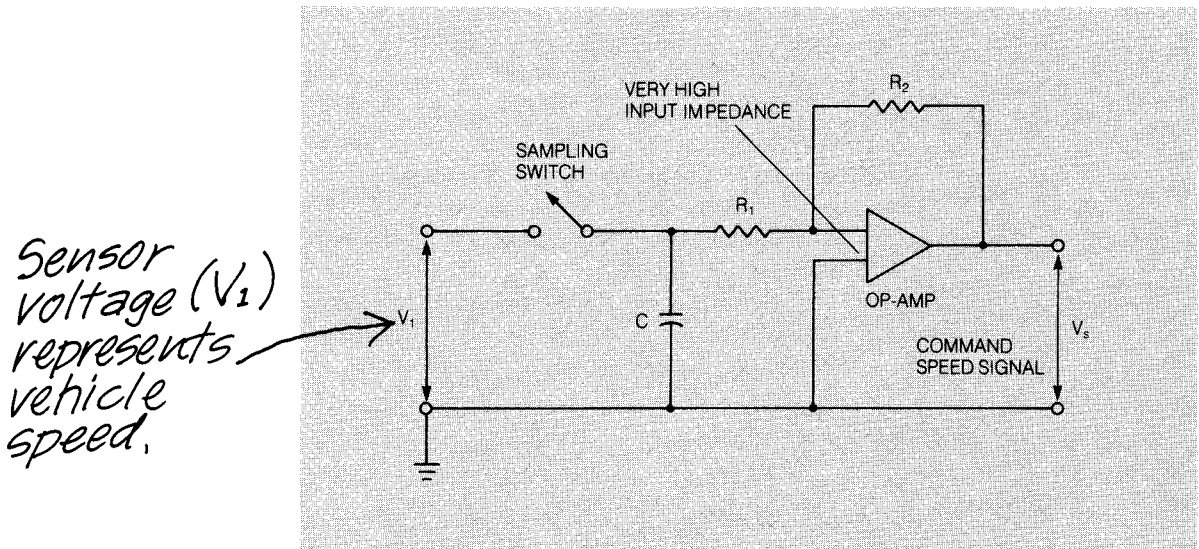 Sensor
voltage (V₁)
represents
vehicle
speed.
V₁
SAMPLING
SWITCH
C
R₁
VERY HIGH
INPUT IMPEDANCE
R₂
OP-AMP
COMMAND
SPEED SIGNAL
Vₛ